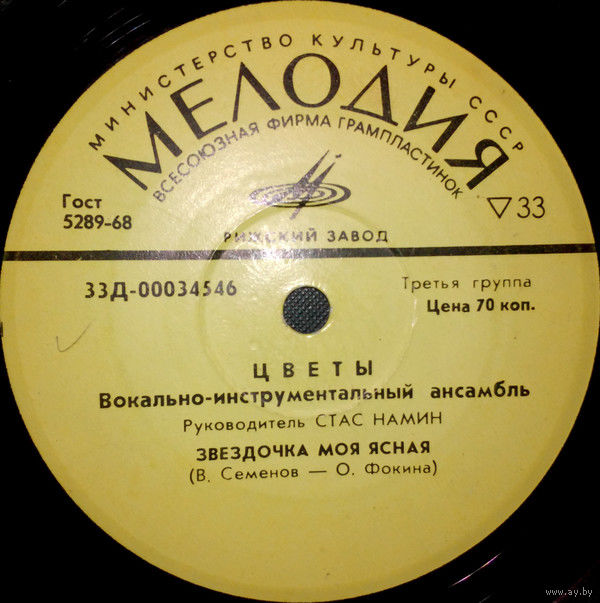 МИНИСТЕРСТВО КУЛЬТУРЫ СССР
МЕЛОДИЯ
ВСЕСОЮЗНАЯ ФИРМА ГРАМПЛАСТИНОК
Гост
5289-68
▽33
РИЖСКИЙ ЗАВОД
33Д-00034546
Третья группа
Цена 70 коп.
ЦВЕТЫ
Вокально-инструментальный ансамбль
Руководитель СТАС НАМИН
ЗВЕЗДОЧКА МОЯ ЯСНАЯ
(В. Семенов — О. Фокина)
www.ay.by